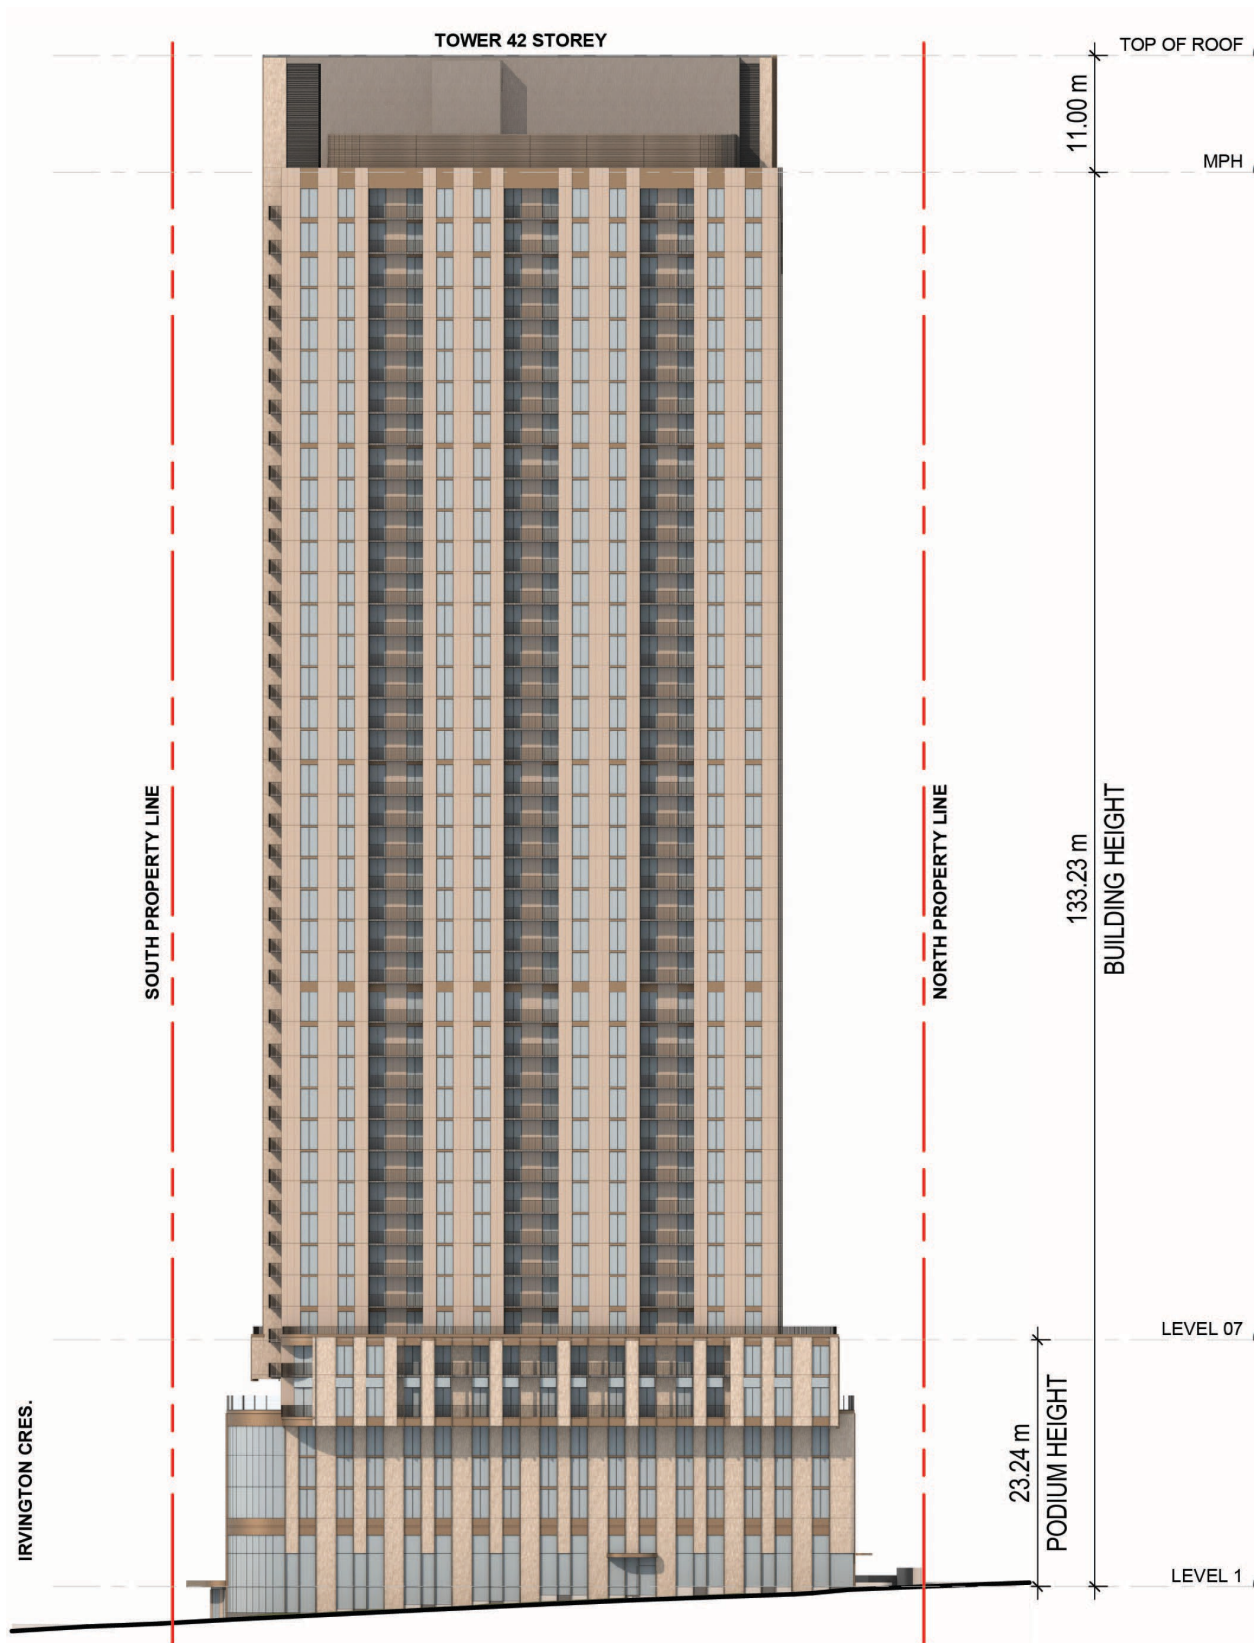 TOWER 42 STOREY
TOP OF ROOF
11.00 m
MPH
SOUTH PROPERTY LINE
NORTH PROPERTY LINE
133.23 m
BUILDING HEIGHT
LEVEL 07
IRVINGTON CRES.
23.24 m
PODIUM HEIGHT
LEVEL 1